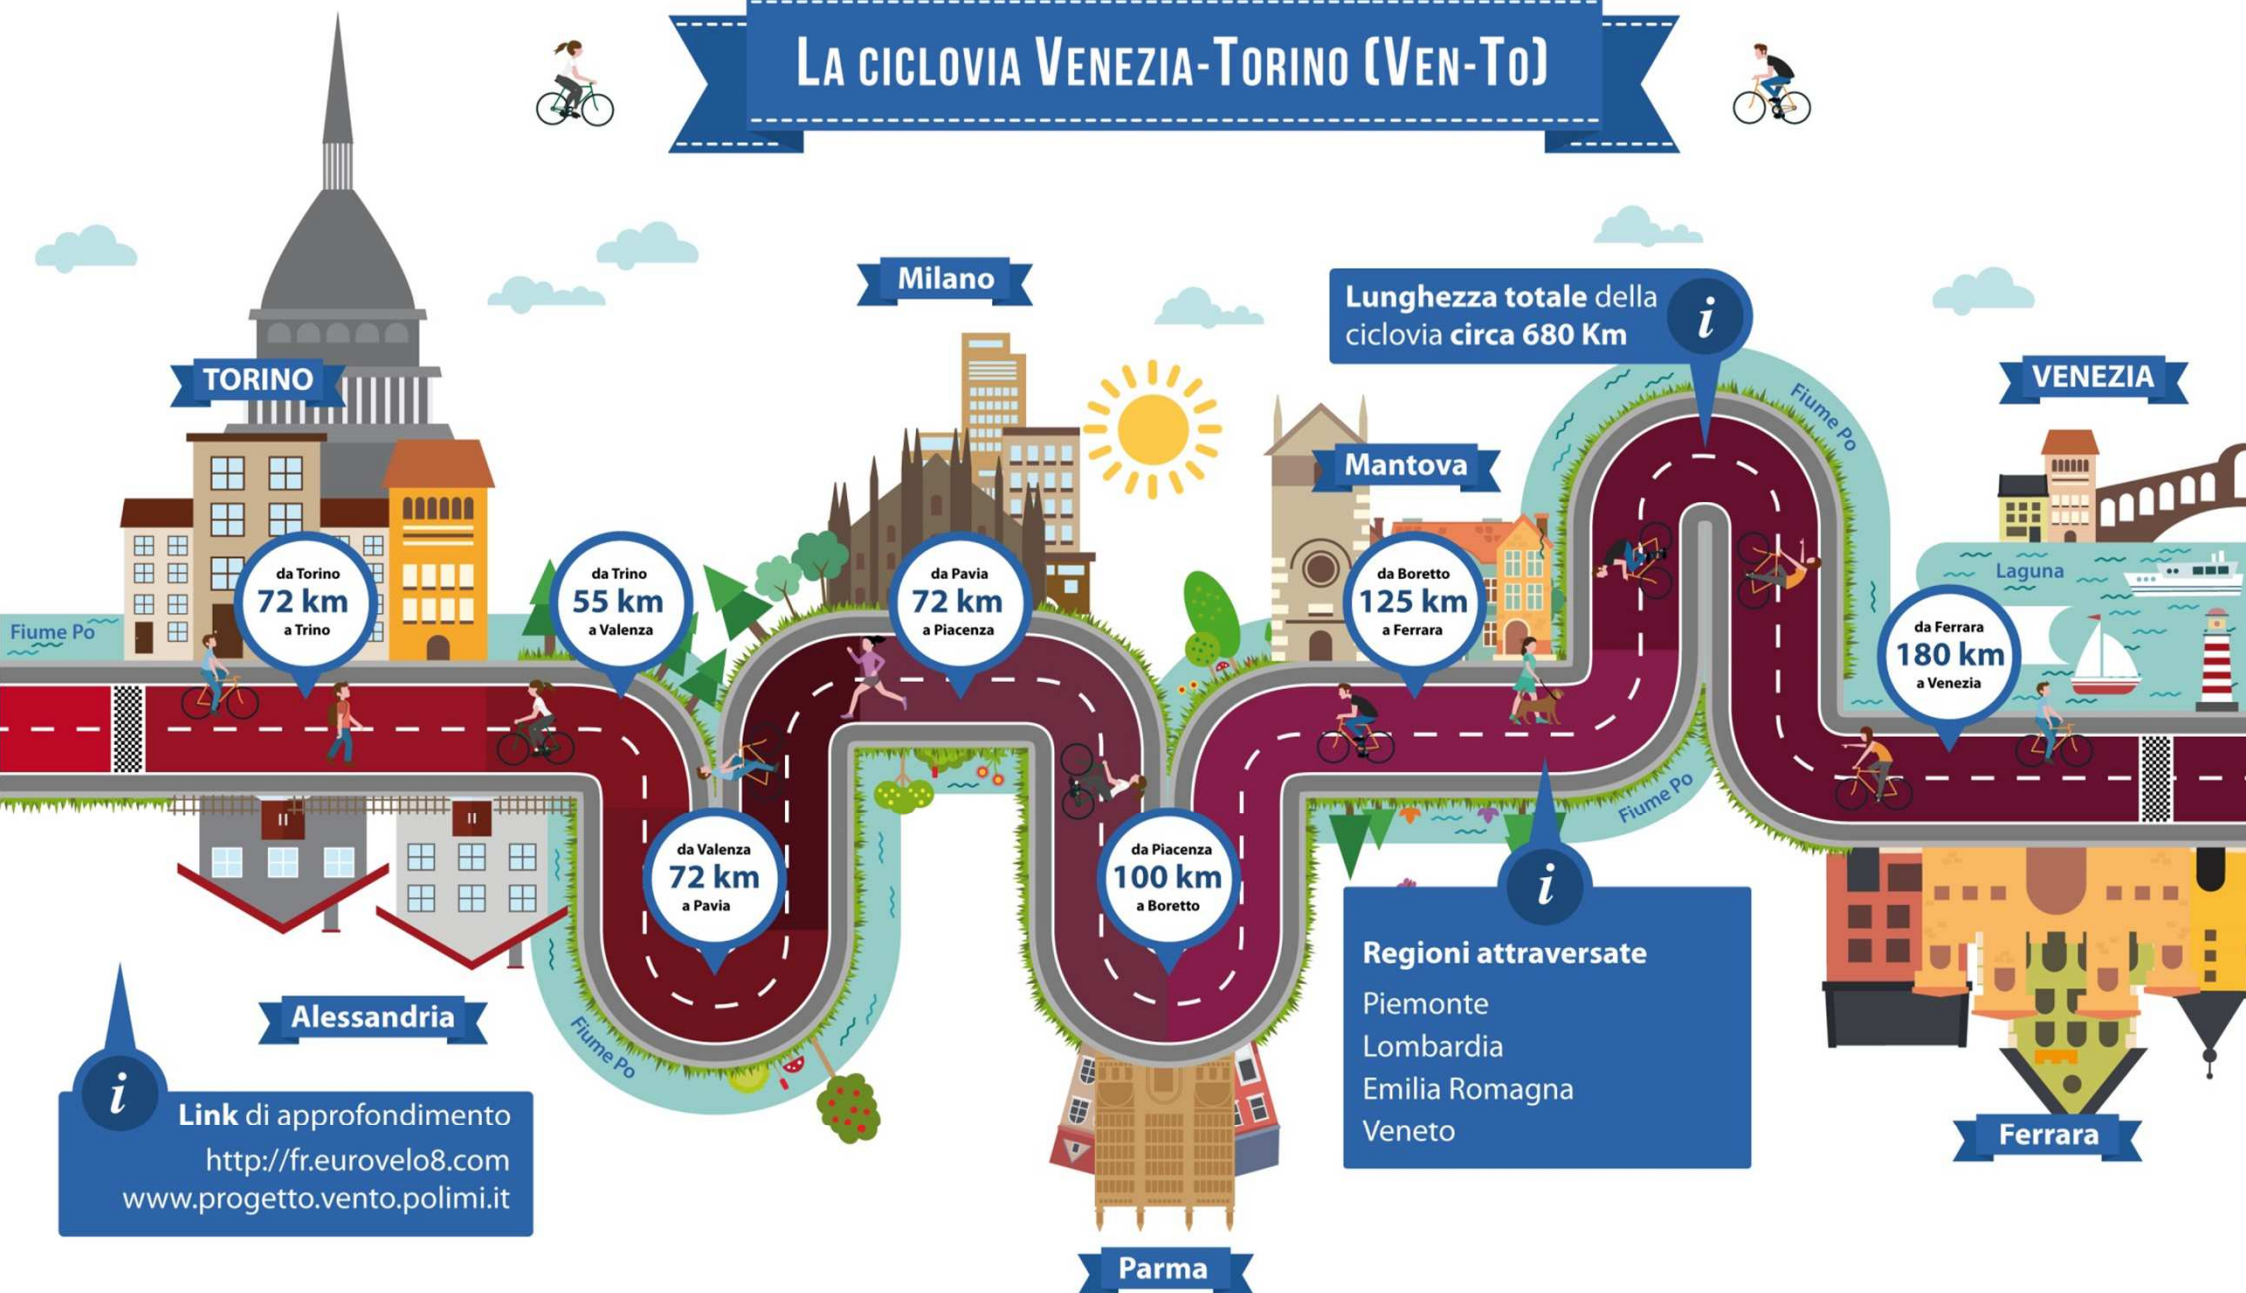 LA CICLOVIA VENEZIA-TORINO (VEN-TO)
TORINO
Milano
Lunghezza totale della
ciclovia circa 680 Km
i
Mantova
VENEZIA
Fiume Po
Laguna
Fiume Po
da Torino
72 km
a Trino
da Trino
55 km
a Valenza
da Pavia
72 km
a Piacenza
da Boretto
125 km
a Ferrara
da Ferrara
180 km
a Venezia
da Valenza
72 km
a Pavia
da Piacenza
100 km
a Boretto
Fiume Po
Fiume Po
i
Regioni attraversate
Piemonte
Lombardia
Emilia Romagna
Veneto
Alessandria
i
Link di approfondimento
http://fr.eurovelo8.com
www.progetto.vento.polimi.it
Ferrara
Parma